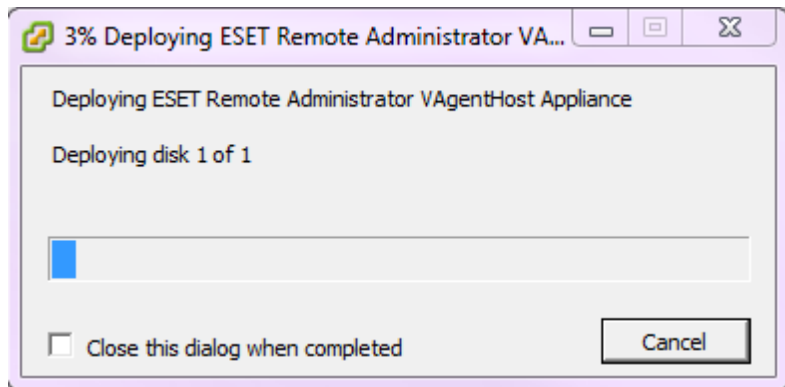 3% Deploying ESET Remote Administrator VA...
Deploying ESET Remote Administrator VAgentHost Appliance
Deploying disk 1 of 1
Close this dialog when completed
Cancel